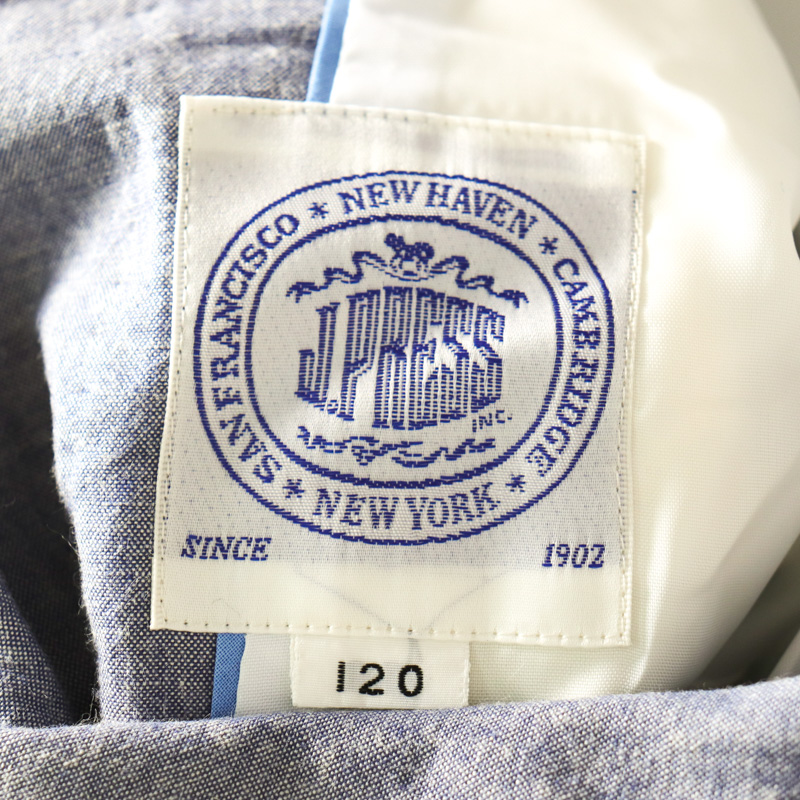 SAN FRANCISCO * NEW HAVEN * CAMBRIDGE * NEW YORK *
J. PRESS
INC.
SINCE 1902
120